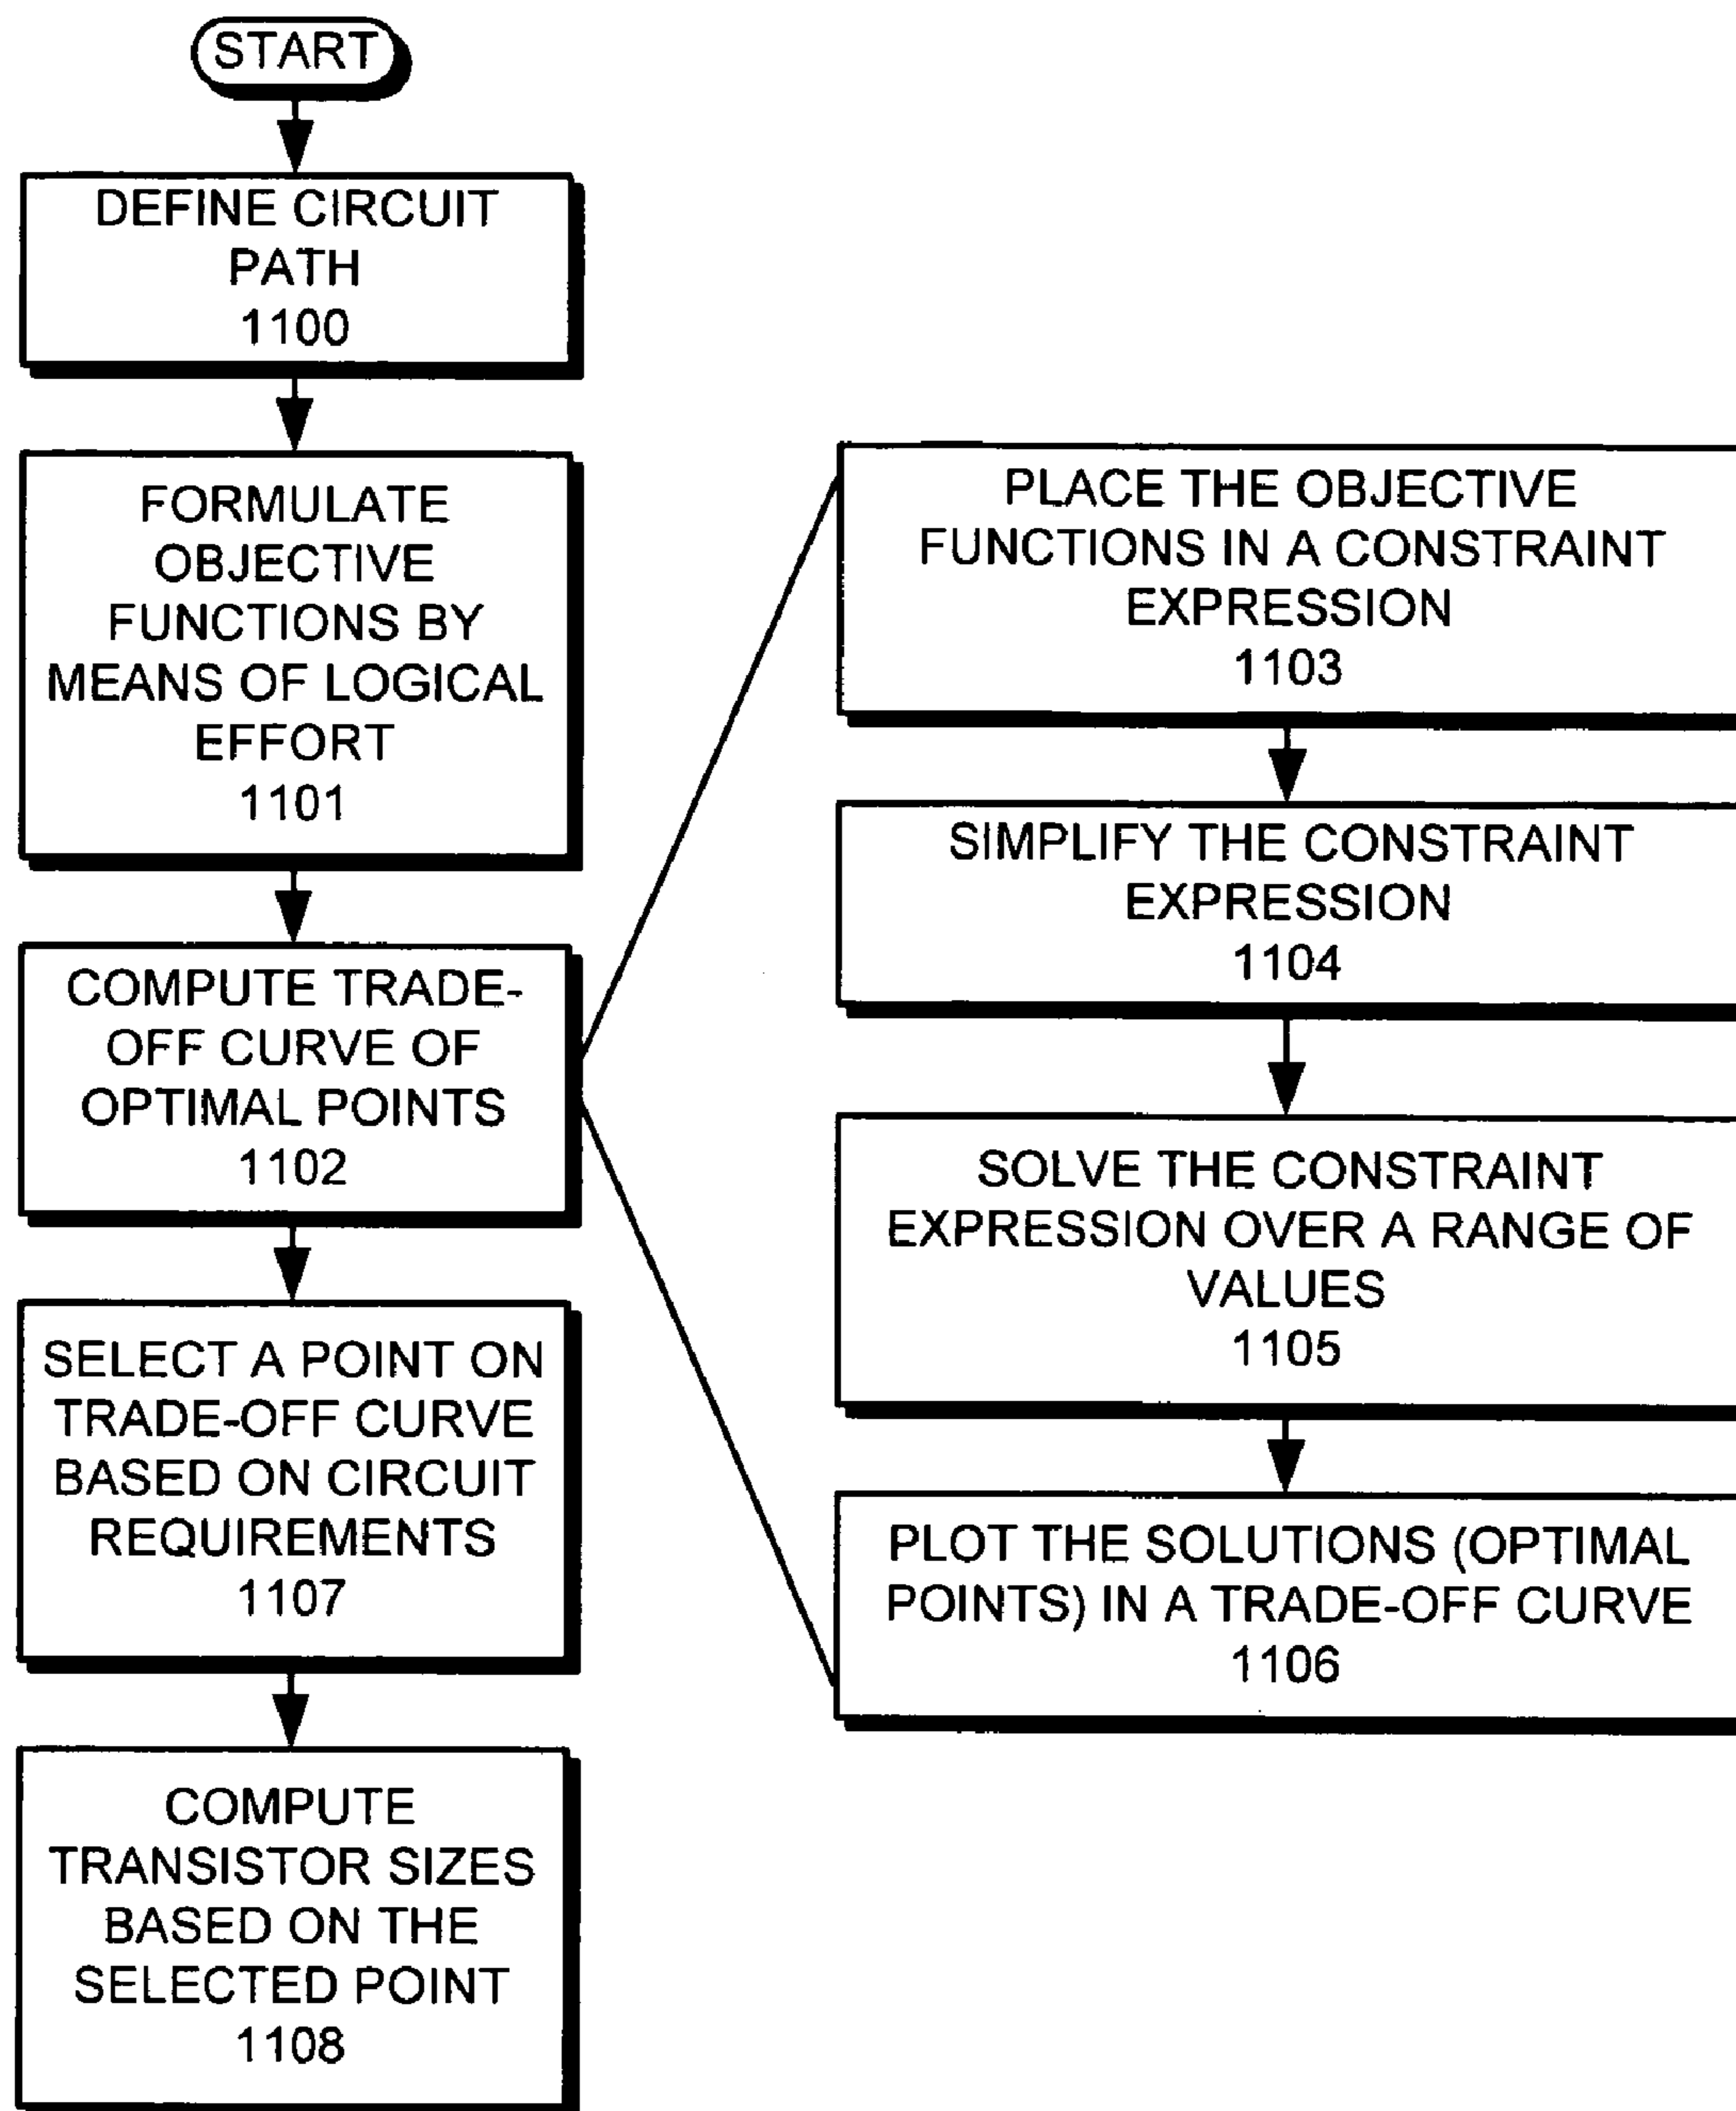 START
DEFINE CIRCUIT
PATH
1100
FORMULATE
OBJECTIVE
FUNCTIONS BY
MEANS OF LOGICAL
EFFORT
1101
COMPUTE TRADE-
OFF CURVE OF
OPTIMAL POINTS
1102
SELECT A POINT ON
TRADE-OFF CURVE
BASED ON CIRCUIT
REQUIREMENTS
1107
COMPUTE
TRANSISTOR SIZES
BASED ON THE
SELECTED POINT
1108
PLACE THE OBJECTIVE
FUNCTIONS IN A CONSTRAINT
EXPRESSION
1103
SIMPLIFY THE CONSTRAINT
EXPRESSION
1104
SOLVE THE CONSTRAINT
EXPRESSION OVER A RANGE OF
VALUES
1105
PLOT THE SOLUTIONS (OPTIMAL
POINTS) IN A TRADE-OFF CURVE
1106